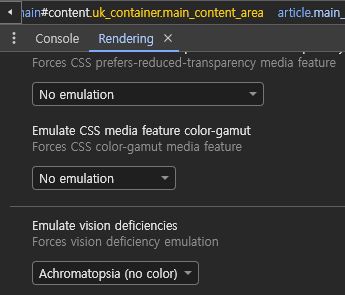 main#content.uk_container.main_content_area article.main_
Console Rendering
Forces CSS prefers-reduced-transparency media feature
No emulation
Emulate CSS media feature color-gamut
Forces CSS color-gamut media feature
No emulation
Emulate vision deficiencies
Forces vision deficiency emulation
Achromatopsia (no color)